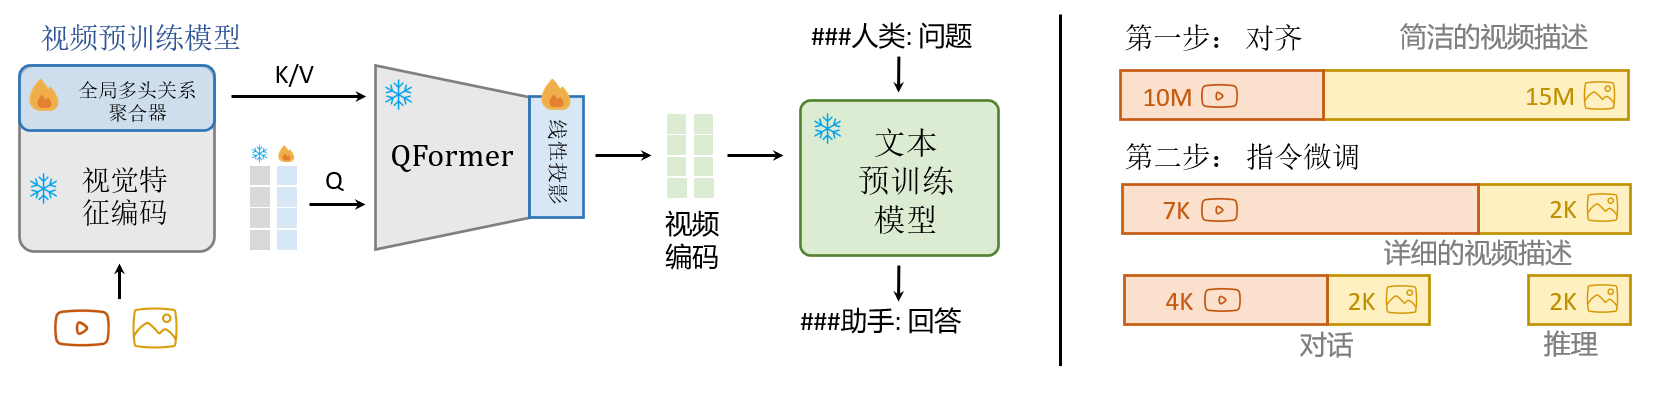 视频预训练模型
全局多头关系
聚合器
视觉特
征编码
K/V
Q
QFormer
线性投影
视频
编码
###人类: 问题
文本
预训练
模型
###助手: 回答
第一步： 对齐
简洁的视频描述
10M
15M
第二步： 指令微调
7K
2K
详细的视频描述
4K
2K
2K
对话
推理